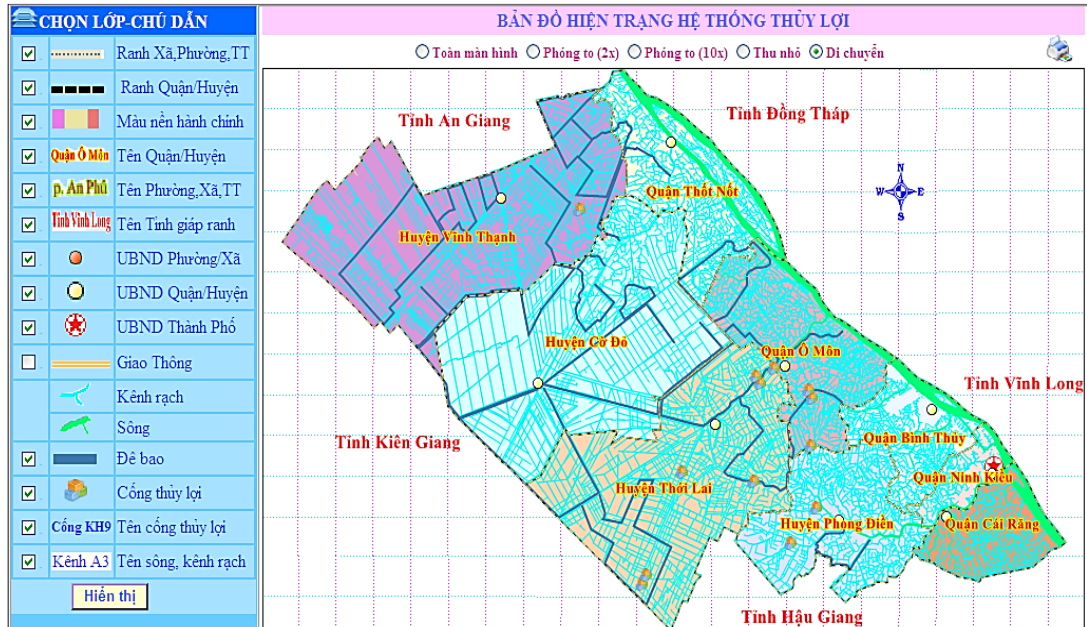 CHỌN LỚP-CHÚ DẪN
Ranh Xã,Phường,TT
Ranh Quận/Huyện
Màu nền hành chính
Quận Ô Môn Tên Quận/Huyện
p. An Phú Tên Phường,Xã,TT
Tỉnh Vĩnh Long Tên Tỉnh giáp ranh
UBND Phường/Xã
UBND Quận/Huyện
UBND Thành Phố
Giao Thông
Kênh rạch
Sông
Đê bao
Cống thủy lợi
Cống KH9 Tên cống thủy lợi
Kênh A3 Tên sông, kênh rạch
Hiển thị
BẢN ĐỒ HIỆN TRẠNG HỆ THỐNG THỦY LỢI
Toàn màn hình Phóng to (2x) Phóng to (10x) Thu nhỏ Di chuyển
Tỉnh An Giang
Tỉnh Đồng Tháp
N
W E
S
Quận Thốt Nốt
Huyện Vĩnh Thạnh
Huyện Cờ Đỏ
Quận Ô Môn
Tỉnh Vĩnh Long
Tỉnh Kiên Giang
Quận Bình Thủy
Quận Ninh Kiều
Huyện Thới Lai
Huyện Phong Điền
Quận Cái Răng
Tỉnh Hậu Giang